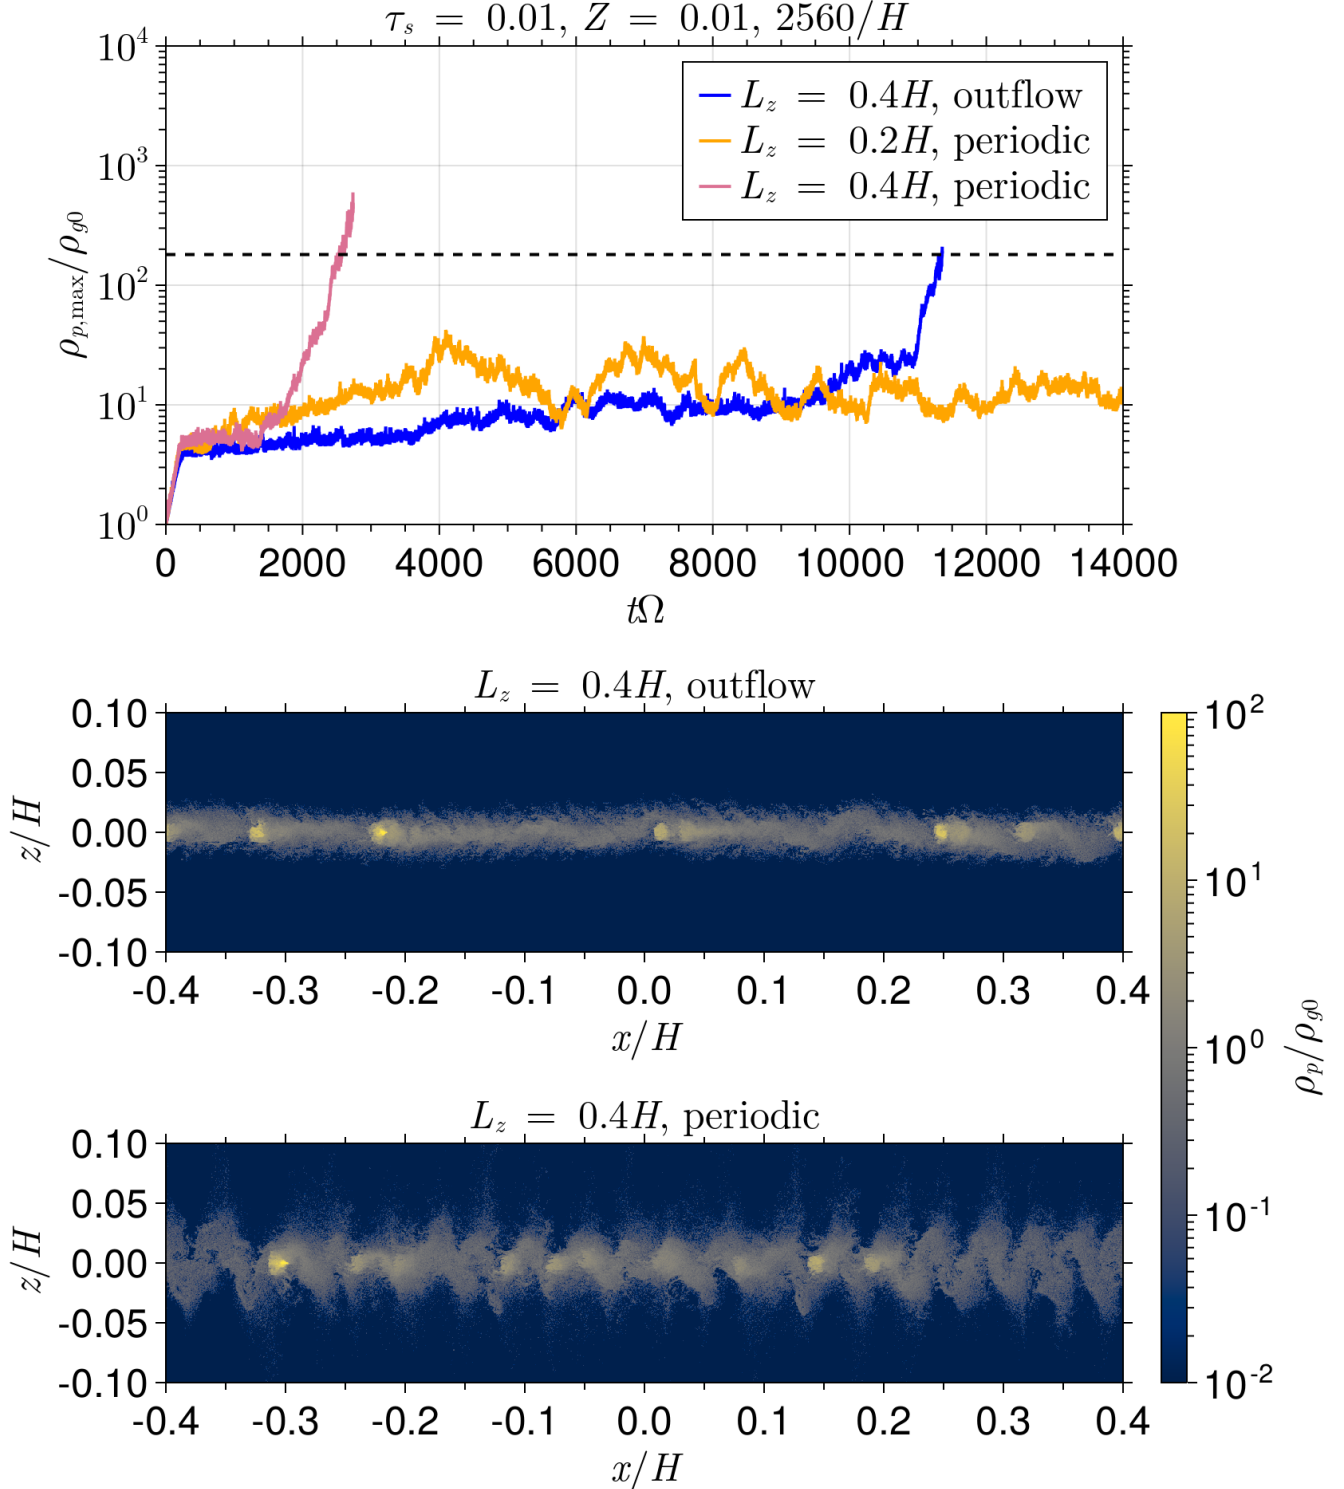 τs = 0.01, Z = 0.01, 2560/H
10^4
10^3
10^2
10^1
10^0
ρp,max/ρg0
Lz = 0.4H, outflow
Lz = 0.2H, periodic
Lz = 0.4H, periodic
0 2000 4000 6000 8000 10000 12000 14000
tΩ
Lz = 0.4H, outflow
0.10
0.05
0.00
-0.05
-0.10
z/H
-0.4 -0.3 -0.2 -0.1 0.0 0.1 0.2 0.3 0.4
x/H
Lz = 0.4H, periodic
0.10
0.05
0.00
-0.05
-0.10
z/H
-0.4 -0.3 -0.2 -0.1 0.0 0.1 0.2 0.3 0.4
x/H
10^2
10^1
10^0
10^-1
10^-2
ρp/ρg0